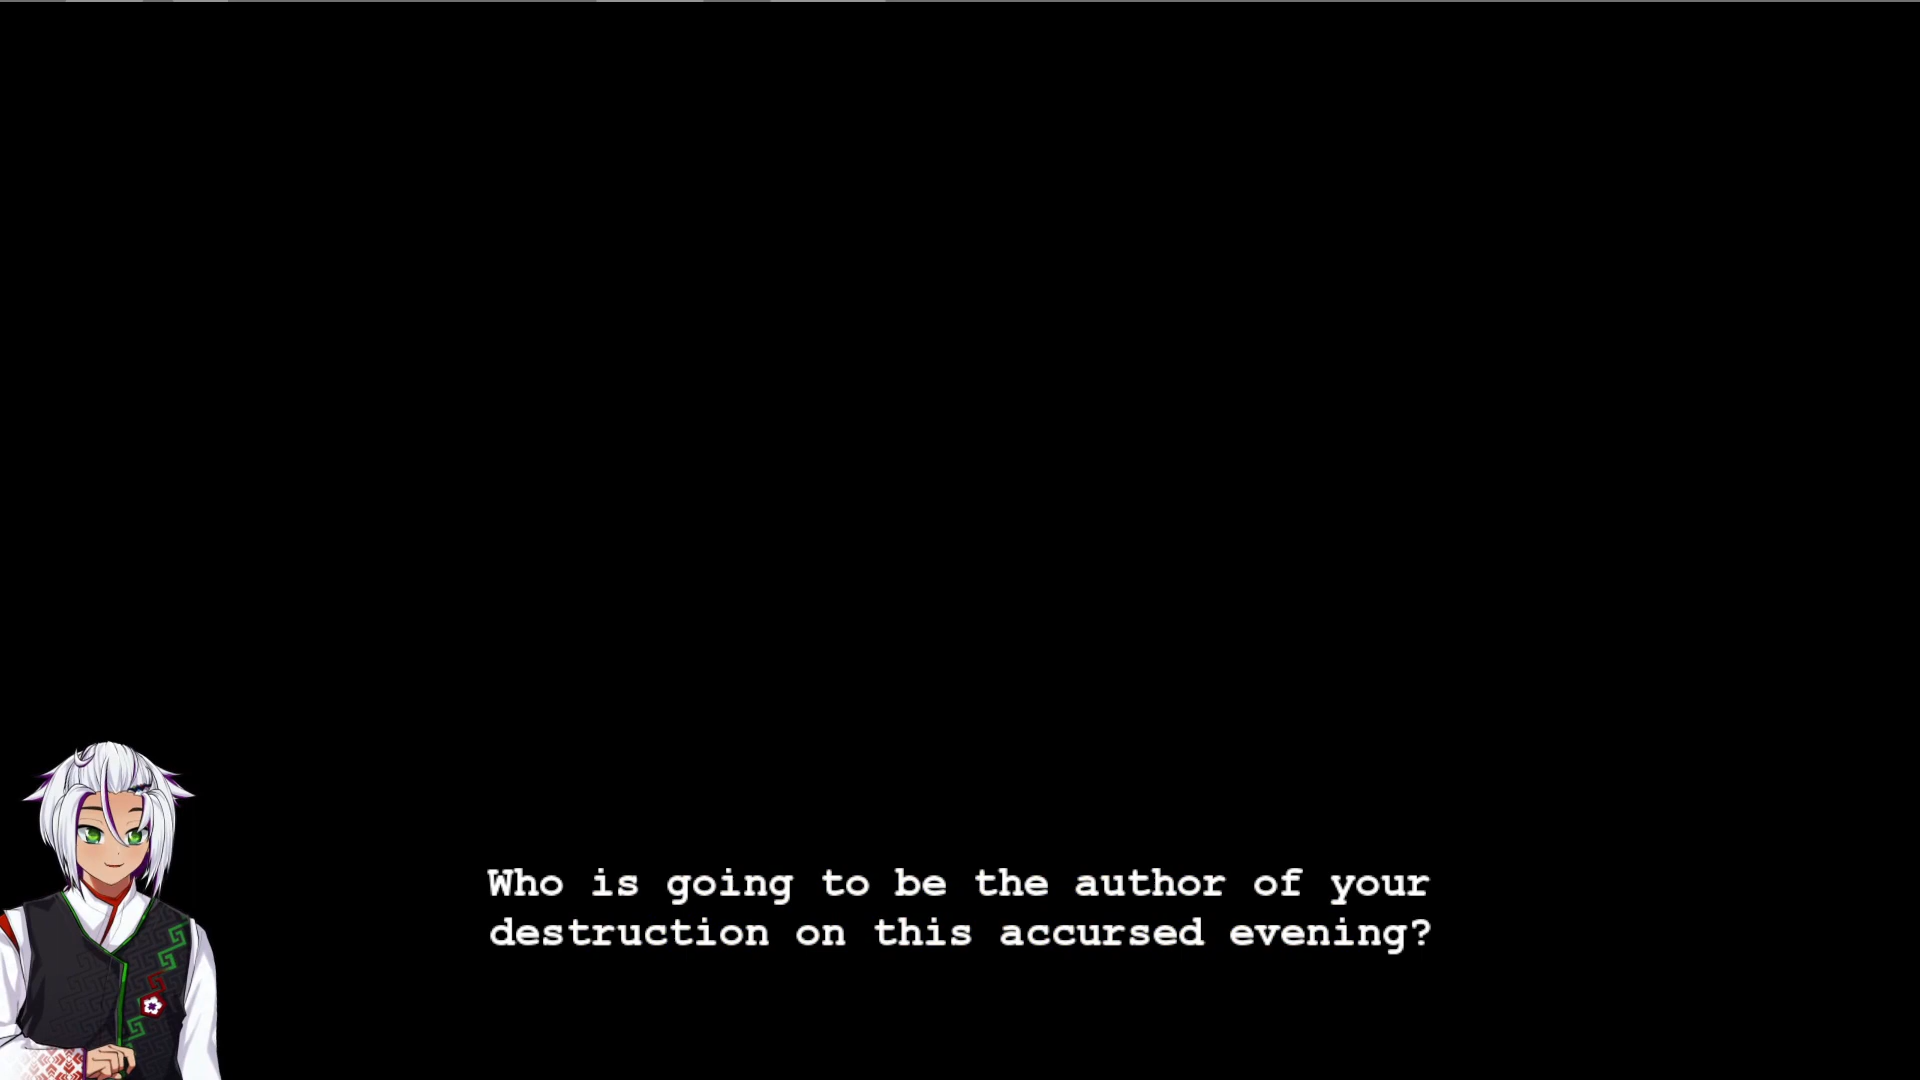 Who is going to be the author of your
destruction on this accursed evening?